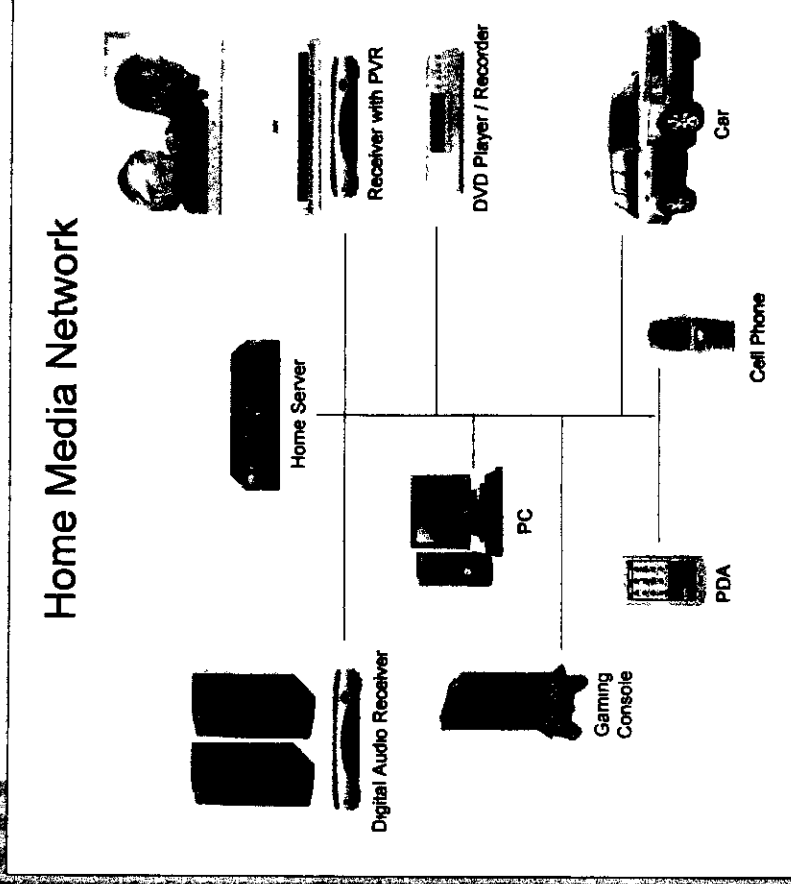 Home Media Network
Home Server
Digital Audio Receiver
Receiver with PVR
DVD Player / Recorder
PC
Gaming
Console
PDA
Cell Phone
Car